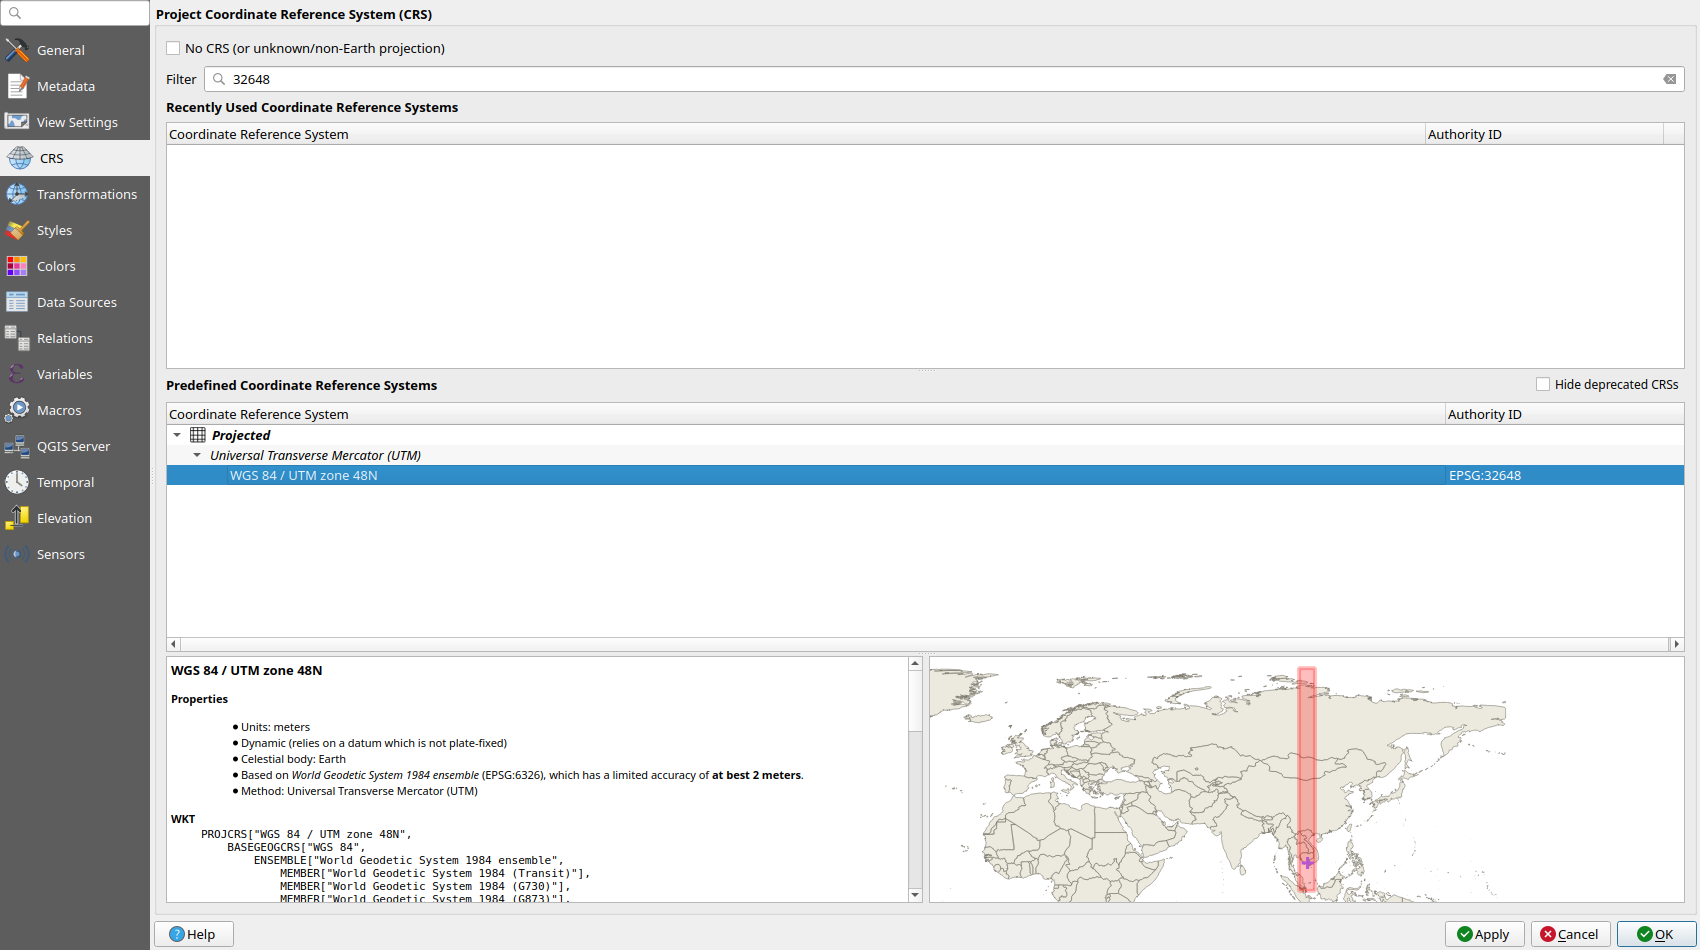 Project Coordinate Reference System (CRS)
General
Metadata
View Settings
CRS
Transformations
Styles
Colors
Data Sources
Relations
Variables
Macros
QGIS Server
Temporal
Elevation
Sensors
No CRS (or unknown/non-Earth projection)
Filter 32648
Recently Used Coordinate Reference Systems
Coordinate Reference System Authority ID
Predefined Coordinate Reference Systems Hide deprecated CRSs
Coordinate Reference System Authority ID
Projected
Universal Transverse Mercator (UTM)
WGS 84 / UTM zone 48N EPSG:32648
WGS 84 / UTM zone 48N
Properties
● Units: meters
● Dynamic (relies on a datum which is not plate-fixed)
● Celestial body: Earth
● Based on World Geodetic System 1984 ensemble (EPSG:6326), which has a limited accuracy of at best 2 meters.
● Method: Universal Transverse Mercator (UTM)
WKT
PROJCRS["WGS 84 / UTM zone 48N",
BASEGEOGCRS["WGS 84",
ENSEMBLE["World Geodetic System 1984 ensemble",
MEMBER["World Geodetic System 1984 (Transit)"],
MEMBER["World Geodetic System 1984 (G730)"],
MEMBER["World Geodetic System 1984 (G873)"],
Help Apply Cancel OK